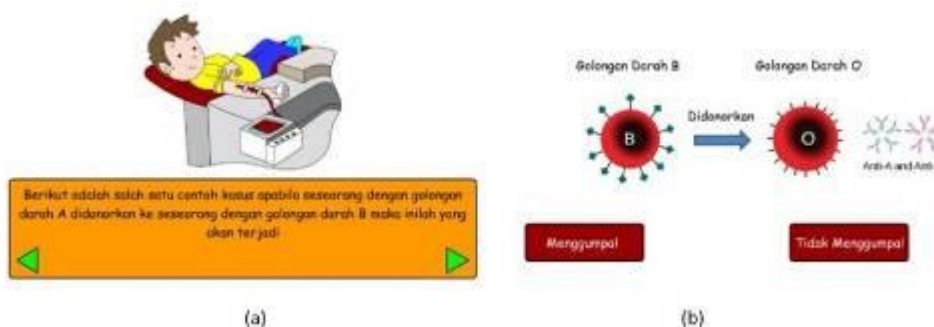 Berikut adalah salah satu contoh kasus apabila seseorang dengan golongan
darah A didonorkan ke seseorang dengan golongan darah B maka inilah yang
akan terjadi
(a)
Golongan Darah B
Golongan Darah O
Didonorkan
B
O
Anti-A and Anti-
Menggumpal
Tidak Menggumpal
(b)